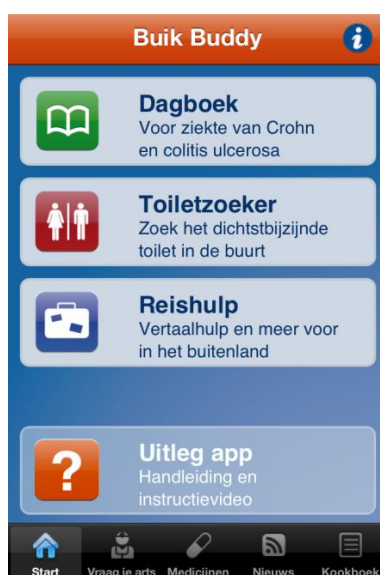 Buik Buddy
Dagboek
Voor ziekte van Crohn
en colitis ulcerosa
Toiletzoeker
Zoek het dichtstbijzijnde
toilet in de buurt
Reishulp
Vertaalhulp en meer voor
in het buitenland
?
Uitleg app
Handleiding en
instructievideo
Start Vraag je arts Medicijnen Nieuws Kookboek